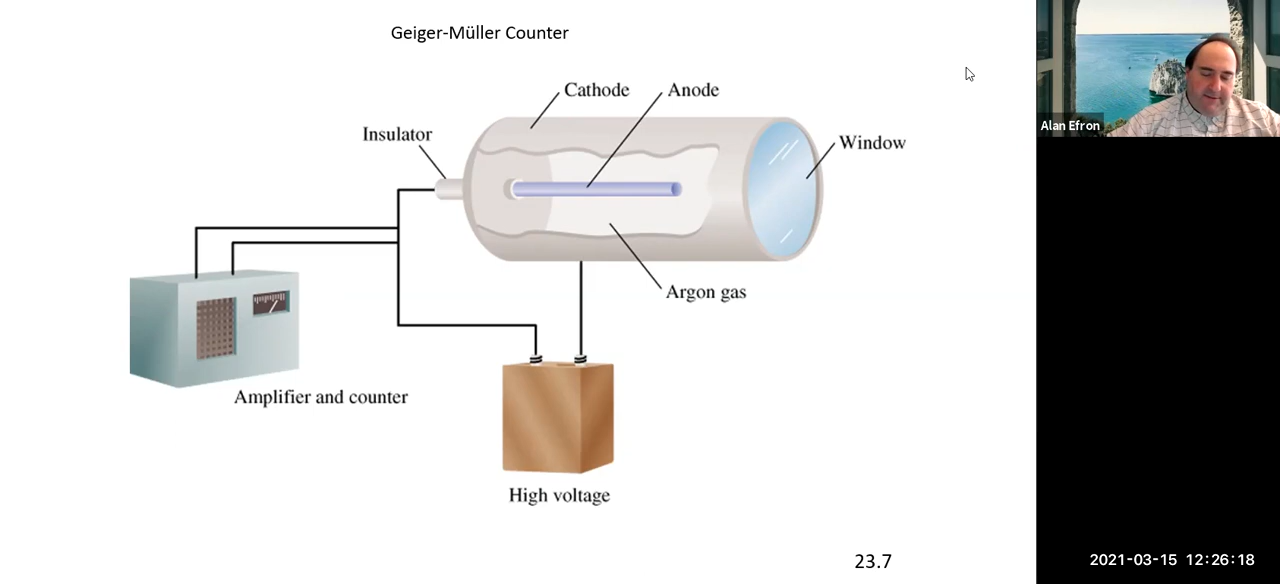 Geiger-Müller Counter
Cathode
Anode
Insulator
Window
Argon gas
Amplifier and counter
High voltage
23.7
Alan Efron
2021-03-15 12:26:18